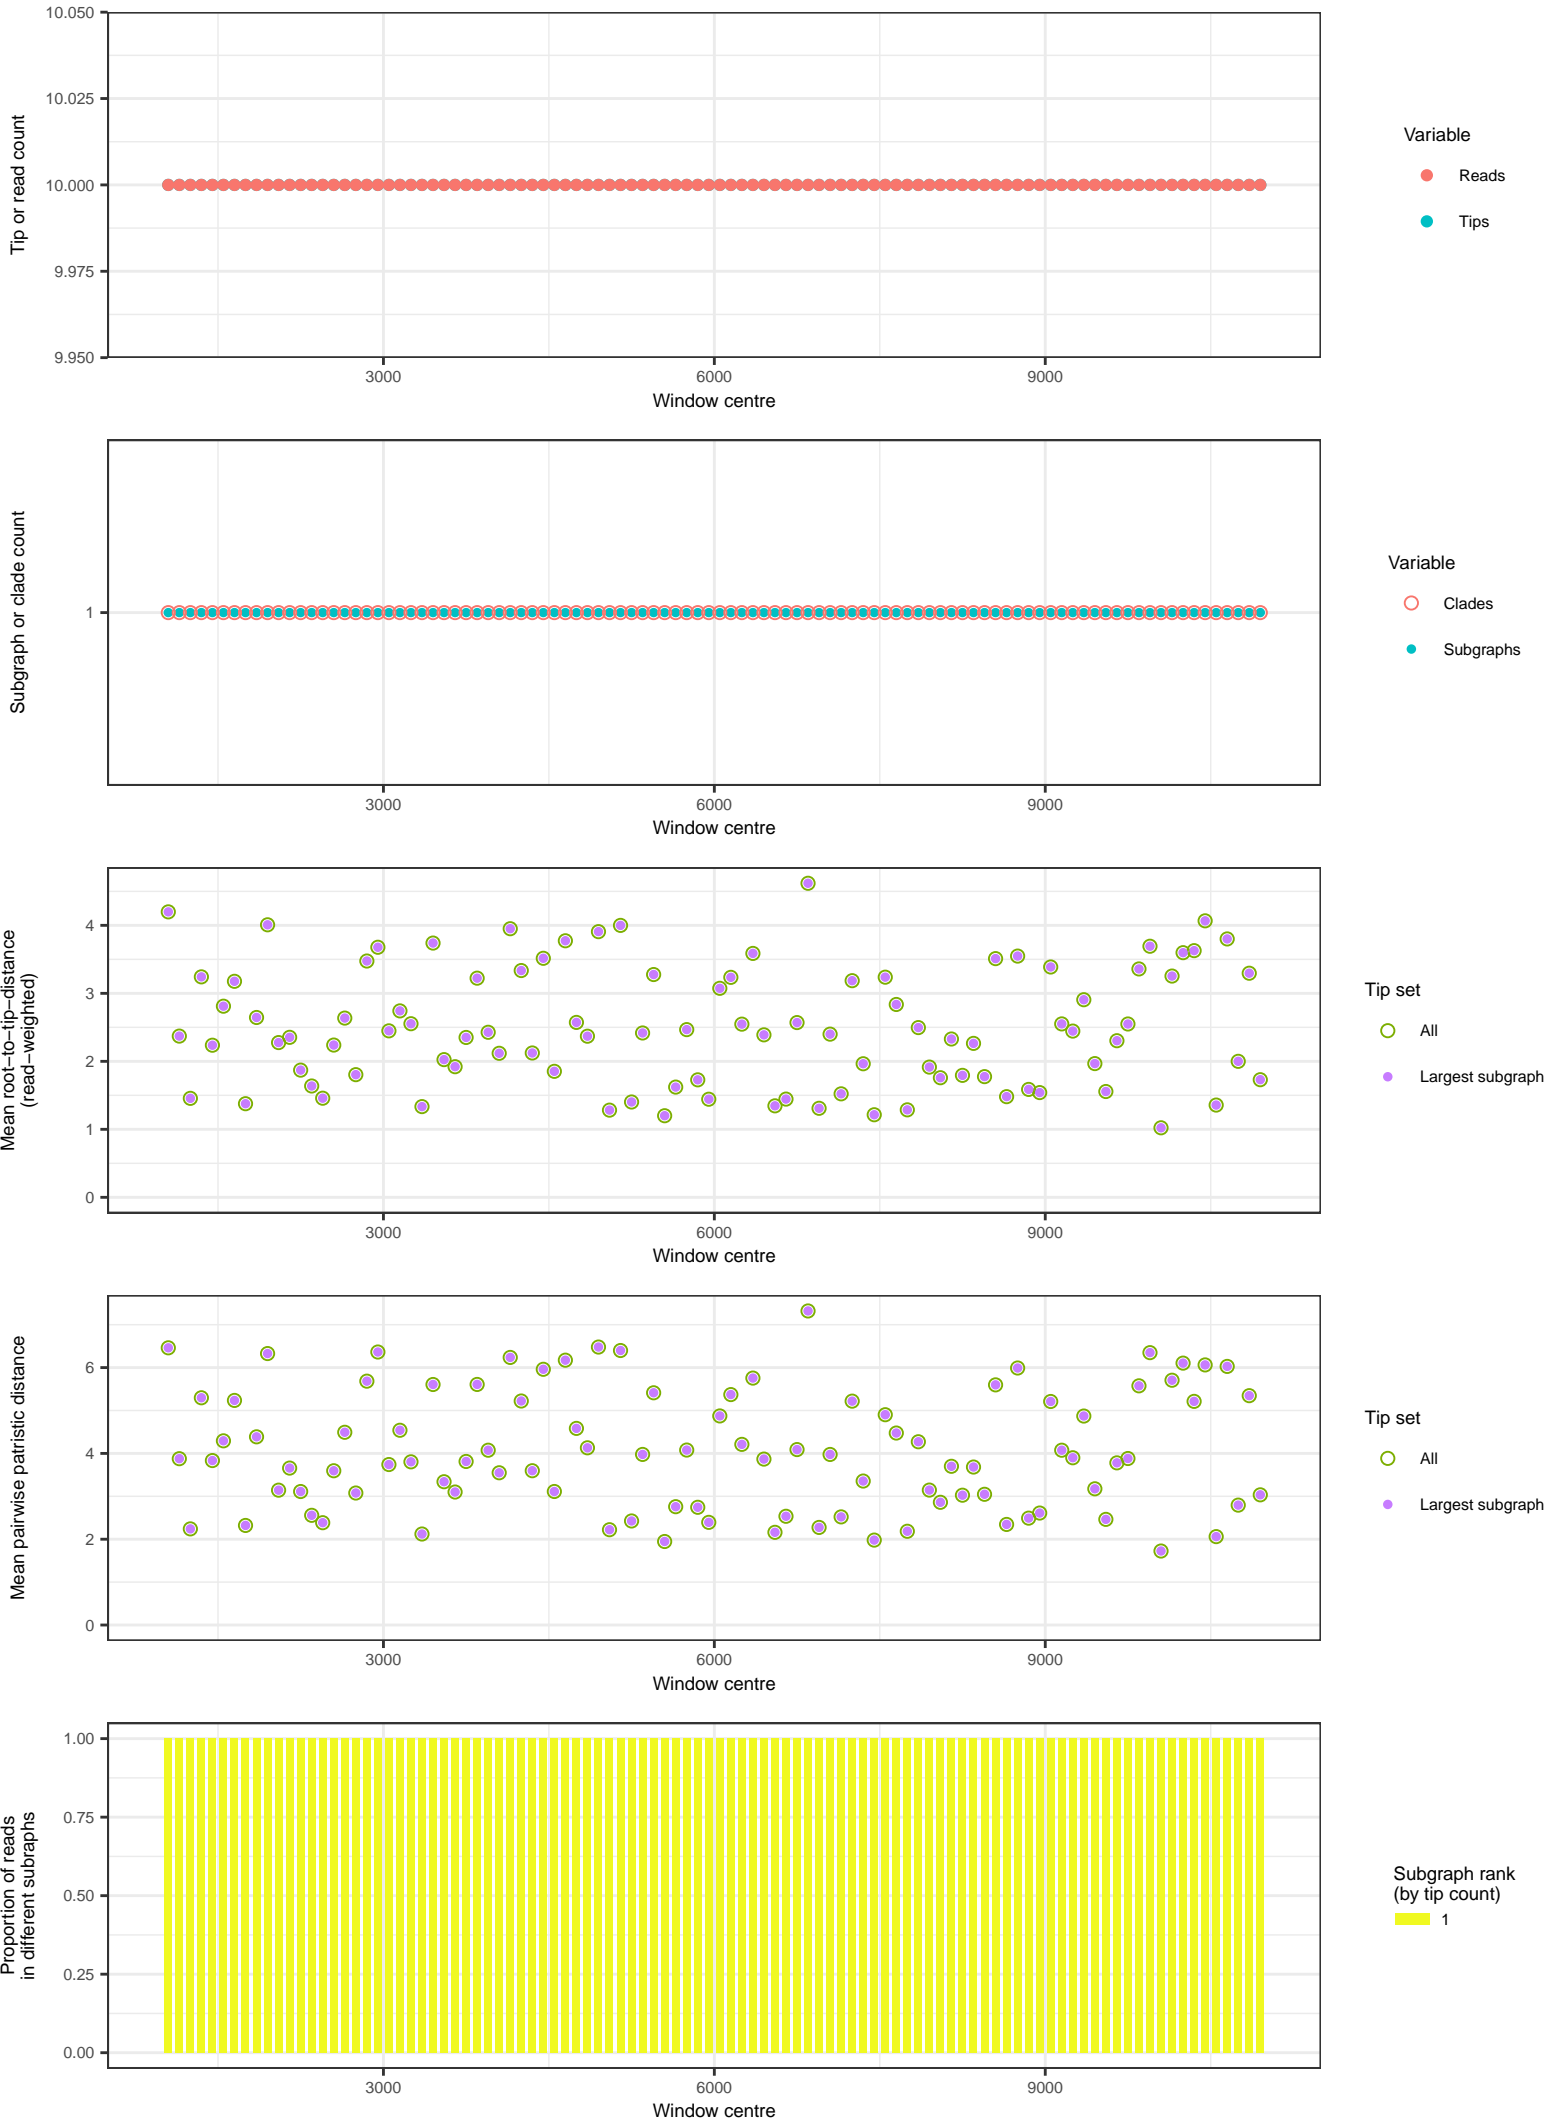 10.050
10.025
10.000
9.975
9.950
Tip or read count
3000
6000
9000
Window centre
Variable
Reads
Tips
1
Subgraph or clade count
3000
6000
9000
Window centre
Variable
Clades
Subgraphs
4
3
2
1
0
Mean root−to−tip−distance
(read−weighted)
3000
6000
9000
Window centre
Tip set
All
Largest subgraph
6
4
2
0
Mean pairwise patristic distance
3000
6000
9000
Window centre
Tip set
All
Largest subgraph
1.00
0.75
0.50
0.25
0.00
Proportion of reads
in different subraphs
3000
6000
9000
Window centre
Subgraph rank
(by tip count)
1